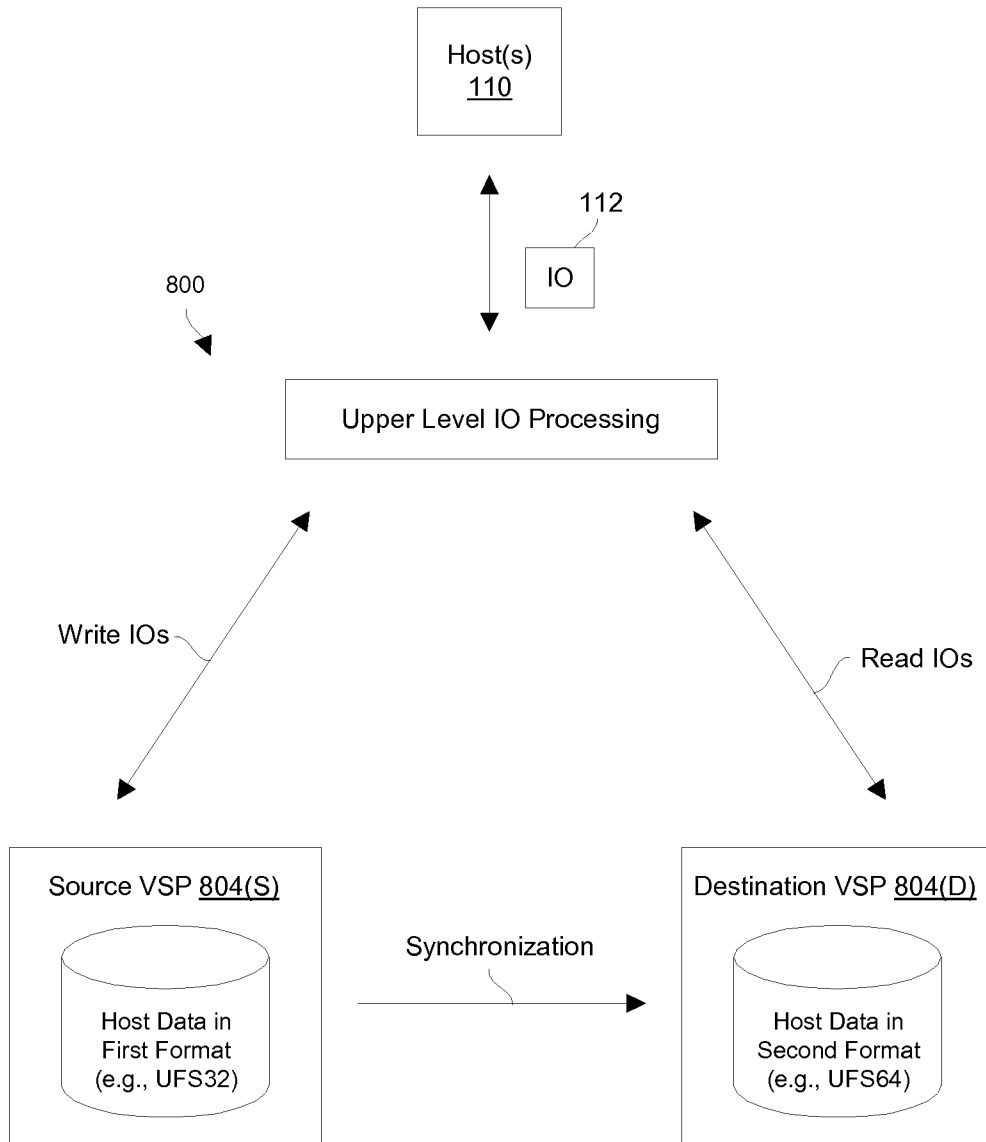 Host(s)
110
112
IO
800
Upper Level IO Processing
Write IOs
Read IOs
Source VSP 804(S)
Destination VSP 804(D)
Synchronization
Host Data in
First Format
(e.g., UFS32)
Host Data in
Second Format
(e.g., UFS64)